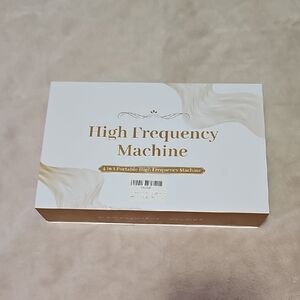 High Frequency
Machine
4 in 1 Portable High Frequency Machine